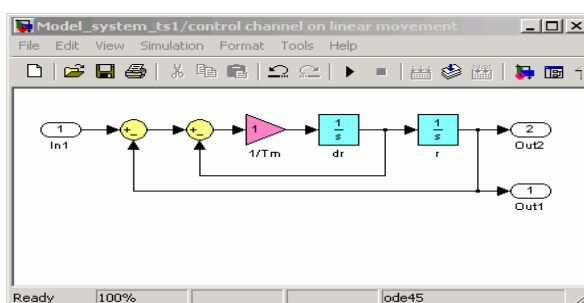 Model_system_ts1/control channel on linear movement
File Edit View Simulation Format Tools Help
1
In1
1
1/Tm
1
s
dr
1
s
r
2
Out2
1
Out1
Ready 100% ode45